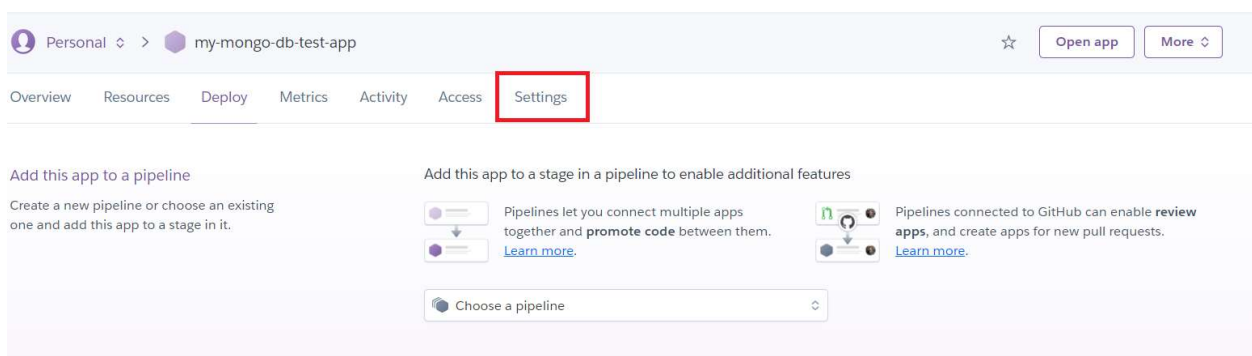 Personal > my-mongo-db-test-app Open app More
Overview Resources Deploy Metrics Activity Access Settings
Add this app to a pipeline
Create a new pipeline or choose an existing
one and add this app to a stage in it.
Add this app to a stage in a pipeline to enable additional features
Pipelines let you connect multiple apps
together and promote code between them.
Learn more.
Pipelines connected to GitHub can enable review
apps, and create apps for new pull requests.
Learn more.
Choose a pipeline